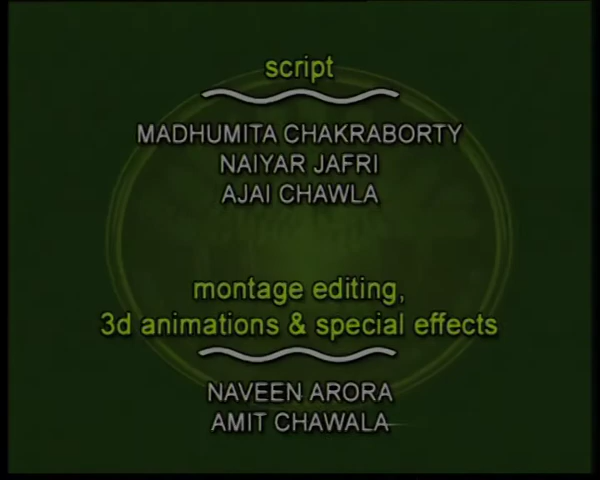 script
MADHUMITA CHAKRABORTY
NAIYAR JAFRI
AJAI CHAWLA
montage editing,
3d animations & special effects
NAVEEN ARORA
AMIT CHAWALA